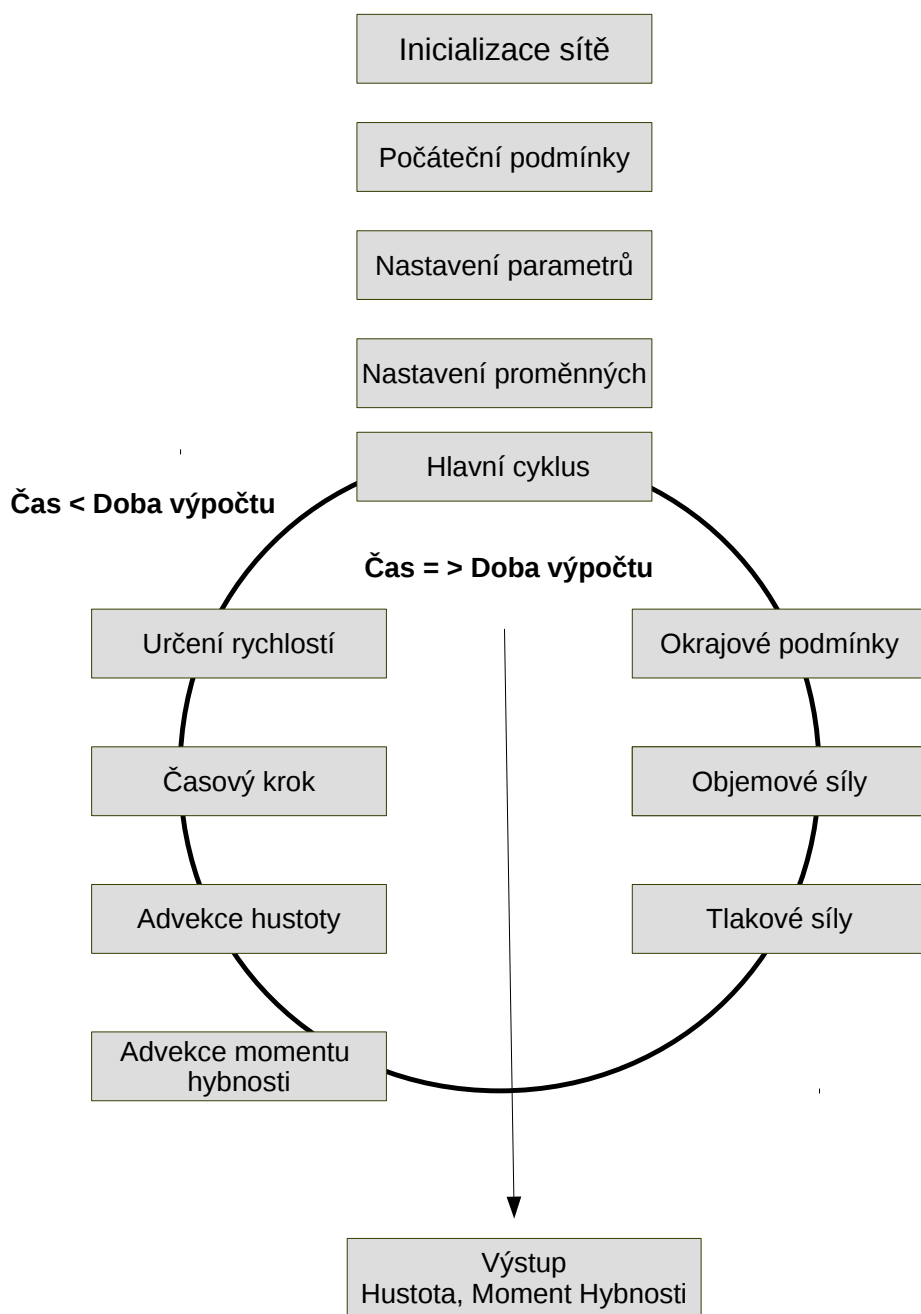 Inicializace sítě
Počáteční podmínky
Nastavení parametrů
Nastavení proměnných
Hlavní cyklus
Čas < Doba výpočtu
Čas = > Doba výpočtu
Určení rychlostí
Okrajové podmínky
Časový krok
Objemové síly
Advekce hustoty
Tlakové síly
Advekce momentu
hybnosti
Výstup
Hustota, Moment Hybnosti